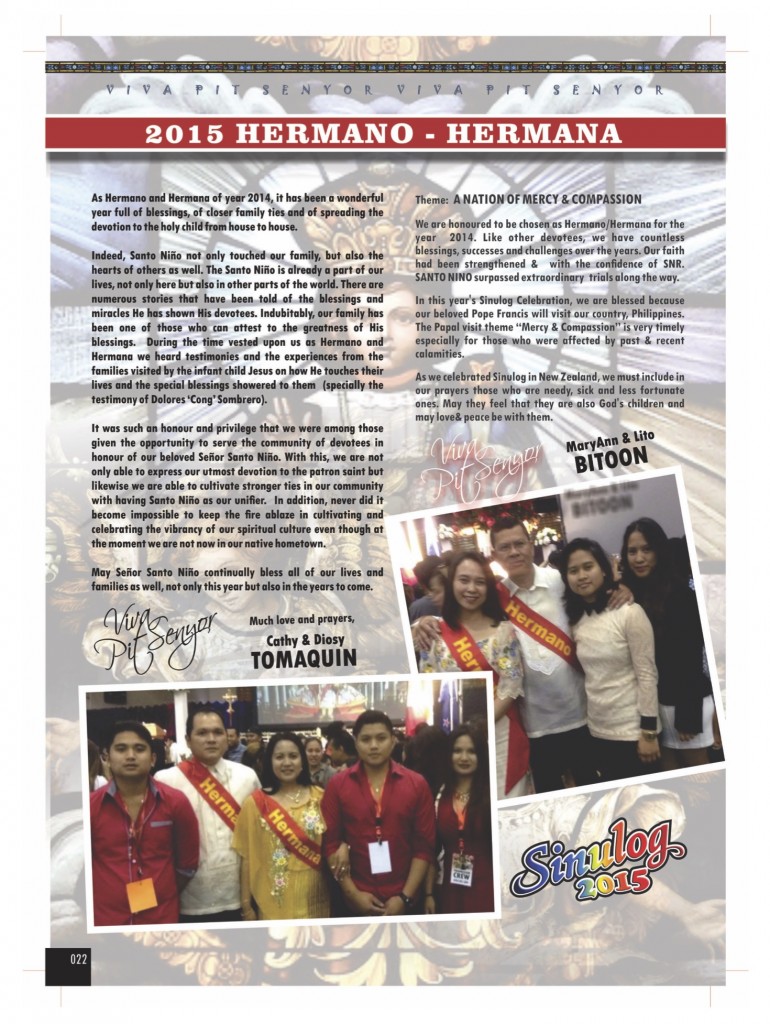 VIVA PIT SENYOR VIVA PIT SENYOR
2015 HERMANO - HERMANA
As Hermano and Hermana of year 2014, it has been a wonderful
year full of blessings, of closer family ties and of spreading the
devotion to the holy child from house to house.
Indeed, Santo Niño not only touched our family, but also the
hearts of others as well. The Santo Niño is already a part of our
lives, not only here but also in other parts of the world. There are
numerous stories that have been told of the blessings and
miracles He has shown His devotees. Indubitably, our family has
been one of those who can attest to the greatness of His
blessings. During the time vested upon us as Hermano and
Hermana we heard testimonies and the experiences from the
families visited by the infant child Jesus on how He touches their
lives and the special blessings showered to them (specially the
testimony of Dolores ‘Cong’ Sombrero).
It was such an honour and privilege that we were among those
given the opportunity to serve the community of devotees in
honour of our beloved Señor Santo Niño. With this, we are not
only able to express our utmost devotion to the patron saint but
likewise we are able to cultivate stronger ties in our community
with having Santo Niño as our unifier. In addition, never did it
become impossible to keep the fire ablaze in cultivating and
celebrating the vibrancy of our spiritual culture even though at
the moment we are not now in our native hometown.
May Señor Santo Niño continually bless all of our lives and
families as well, not only this year but also in the years to come.
Viva
Pit Senyor
Much love and prayers,
Cathy & Diosy
TOMAQUIN
Theme: A NATION OF MERCY & COMPASSION
We are honoured to be chosen as Hermano/Hermana for the
year 2014. Like other devotees, we have countless
blessings, successes and challenges over the years. Our faith
had been strengthened & with the confidence of SNR.
SANTO NINO surpassed extraordinary trials along the way.
In this year's Sinulog Celebration, we are blessed because
our beloved Pope Francis will visit our country, Philippines.
The Papal visit theme “Mercy & Compassion” is very timely
especially for those who were affected by past & recent
calamities.
As we celebrated Sinulog in New Zealand, we must include in
our prayers those who are needy, sick and less fortunate
ones. May they feel that they are also God's children and
may love& peace be with them.
Viva
Pit Senyor
MaryAnn & Lito
BITOON
BITOON
Her
Hermano
Herma
Hermana
CREW
Sinulog
2015
022